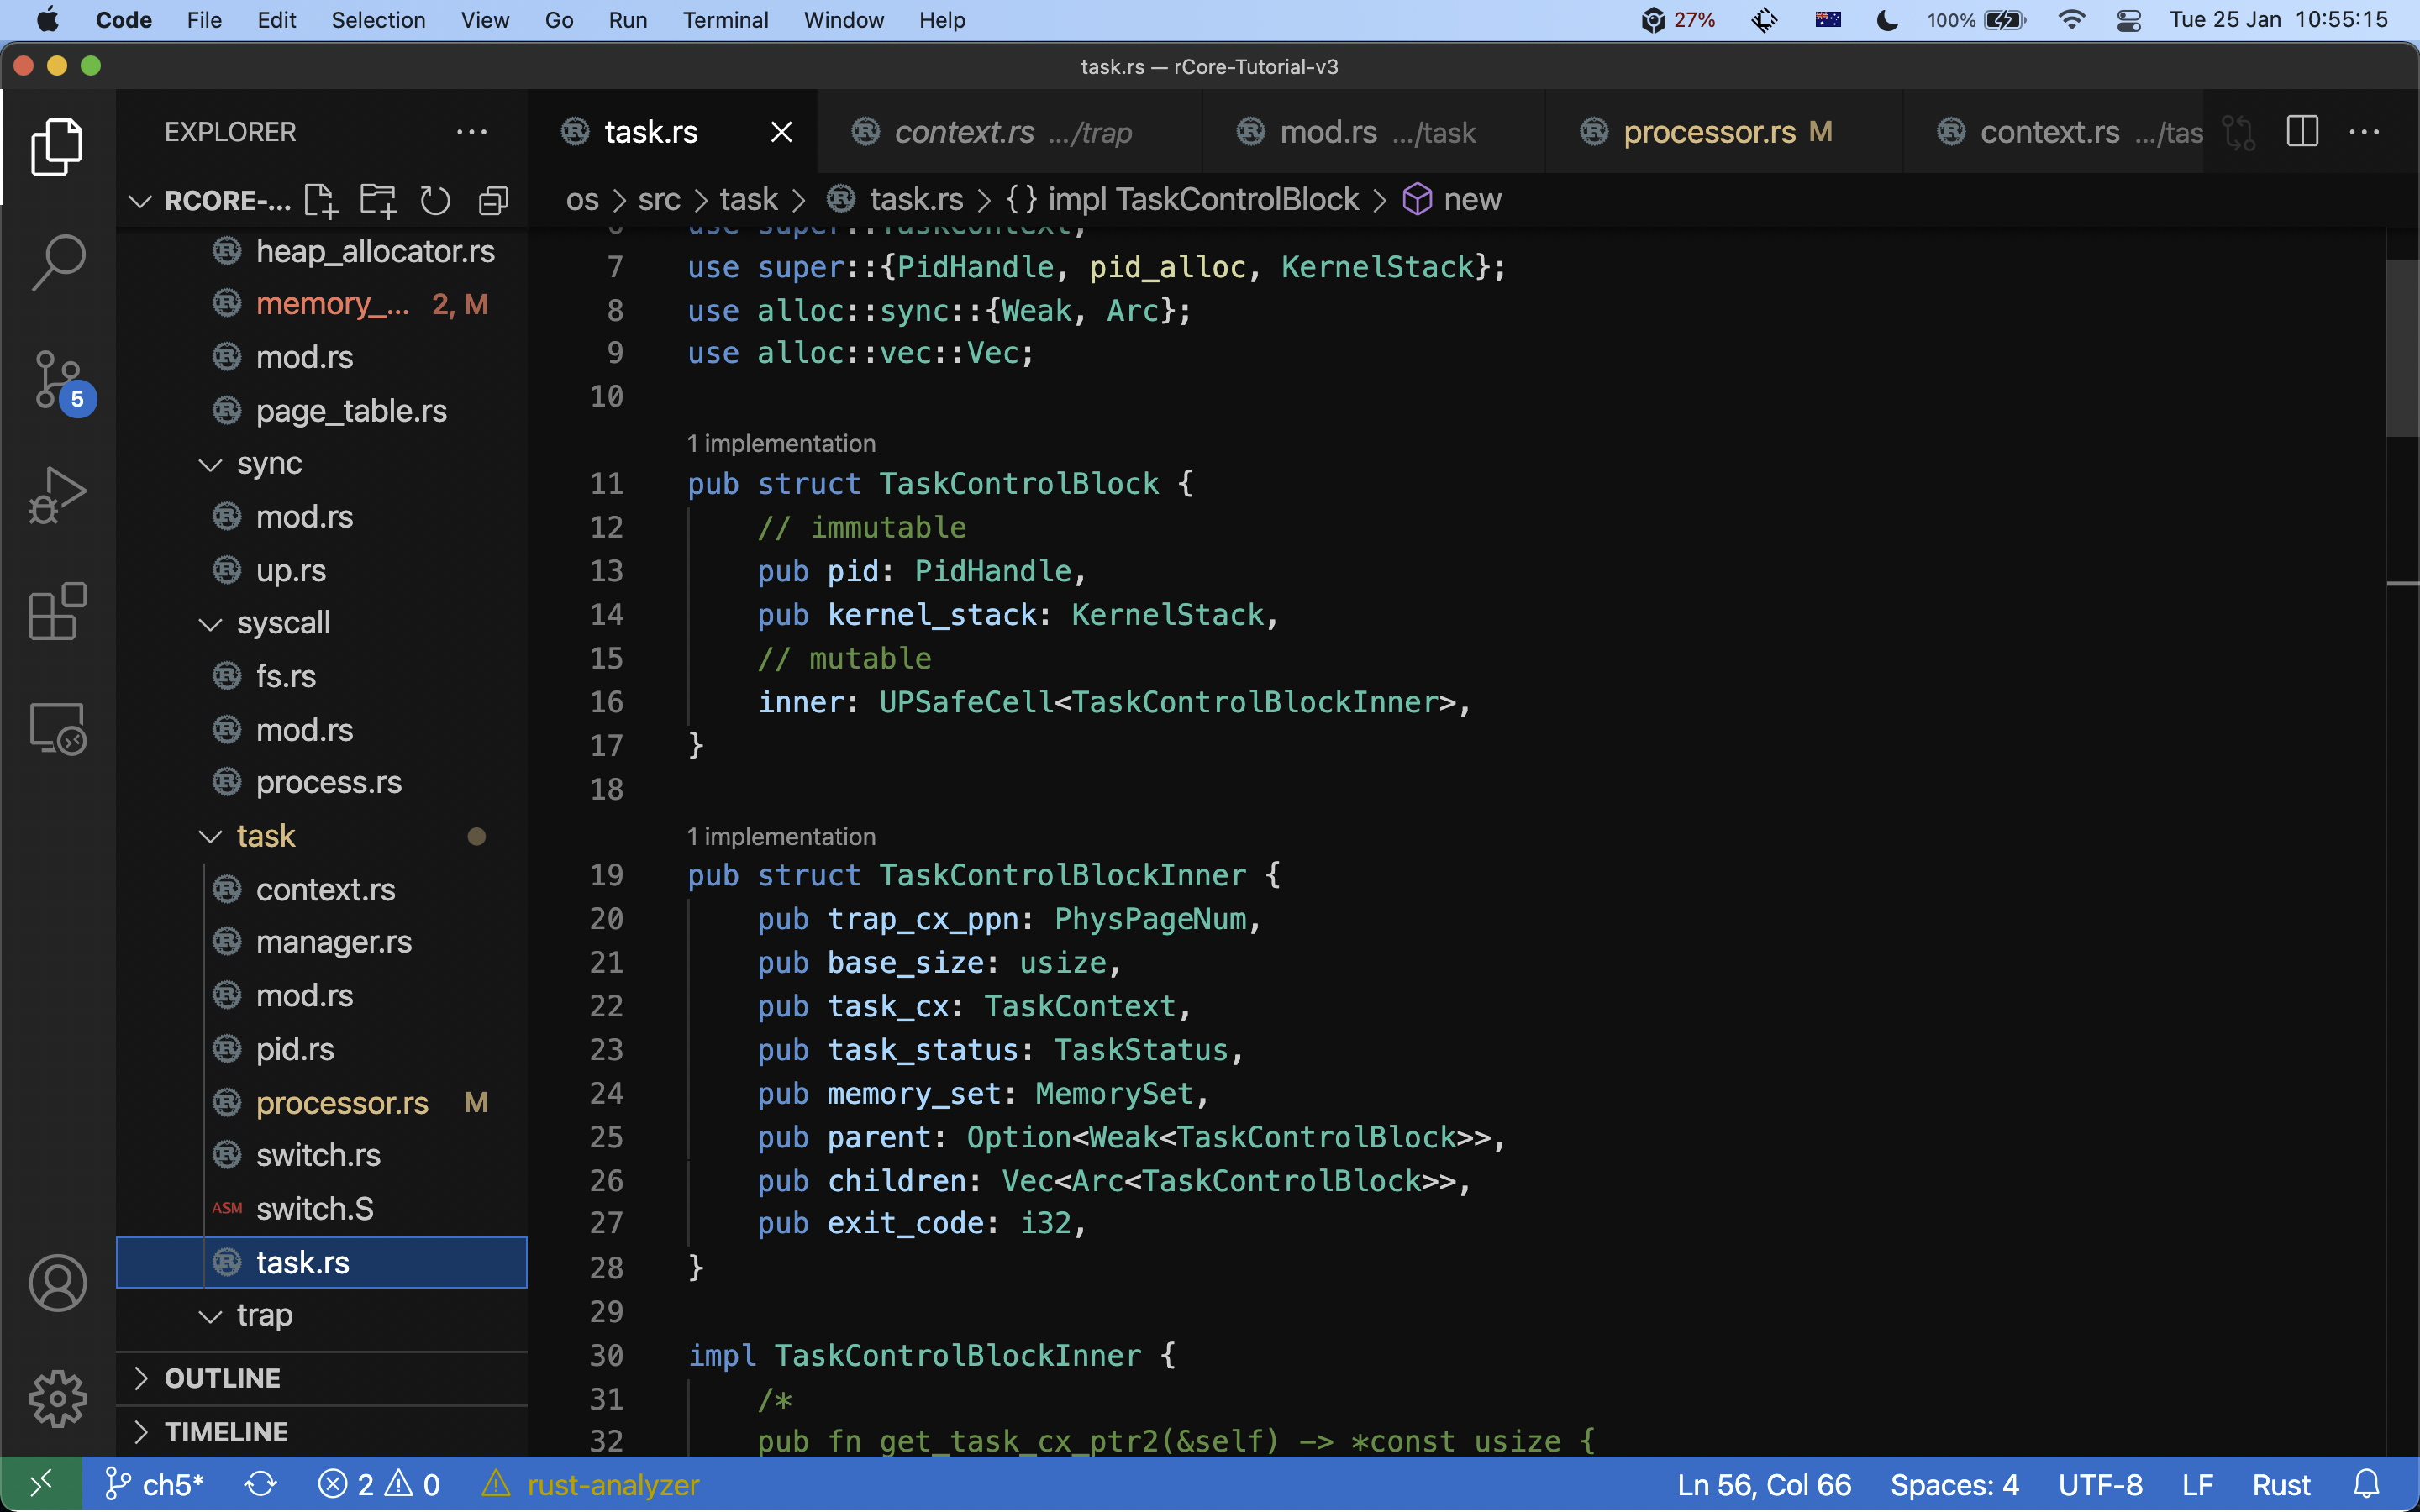 Code File Edit Selection View Go Run Terminal Window Help 27% 100% Tue 25 Jan 10:55:15
task.rs — rCore-Tutorial-v3
EXPLORER
task.rs context.rs .../trap mod.rs .../task processor.rs M context.rs .../tas
RCORE-...
os > src > task > task.rs > {} impl TaskControlBlock > new
heap_allocator.rs
memory_... 2, M
mod.rs
page_table.rs
sync
mod.rs
up.rs
syscall
fs.rs
mod.rs
process.rs
task
context.rs
manager.rs
mod.rs
pid.rs
processor.rs M
switch.rs
ASM switch.S
task.rs
trap
OUTLINE
TIMELINE
5
use super::TaskContext;
7 use super::{PidHandle, pid_alloc, KernelStack};
8 use alloc::sync::{Weak, Arc};
9 use alloc::vec::Vec;
10
1 implementation
11 pub struct TaskControlBlock {
12 // immutable
13 pub pid: PidHandle,
14 pub kernel_stack: KernelStack,
15 // mutable
16 inner: UPSafeCell<TaskControlBlockInner>,
17 }
18
1 implementation
19 pub struct TaskControlBlockInner {
20 pub trap_cx_ppn: PhysPageNum,
21 pub base_size: usize,
22 pub task_cx: TaskContext,
23 pub task_status: TaskStatus,
24 pub memory_set: MemorySet,
25 pub parent: Option<Weak<TaskControlBlock>>,
26 pub children: Vec<Arc<TaskControlBlock>>,
27 pub exit_code: i32,
28 }
29
30 impl TaskControlBlockInner {
31 /*
32 pub fn get_task_cx_ptr2(&self) -> *const usize {
ch5* 2 0 rust-analyzer Ln 56, Col 66 Spaces: 4 UTF-8 LF Rust